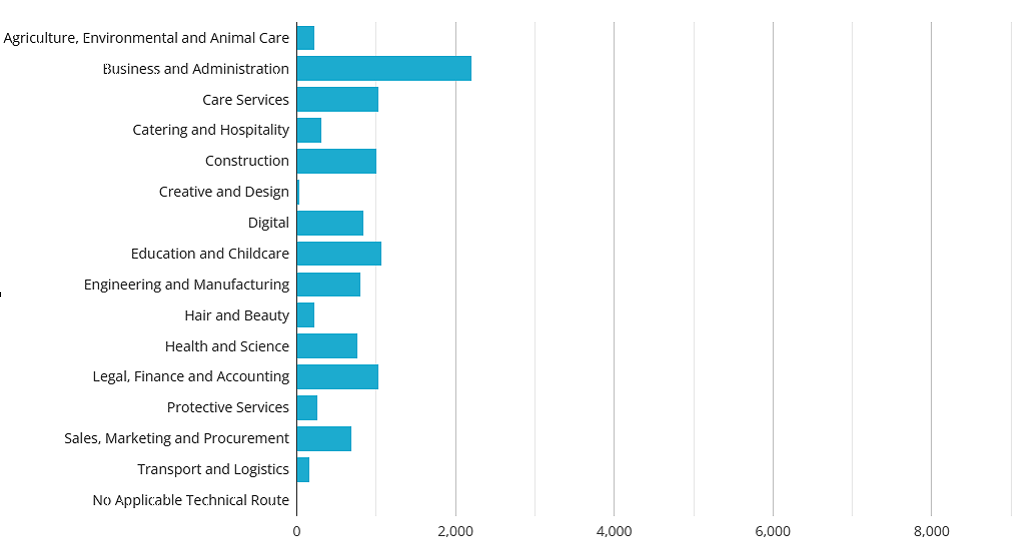 Agriculture, Environmental and Animal Care
Business and Administration
Care Services
Catering and Hospitality
Construction
Creative and Design
Digital
Education and Childcare
Engineering and Manufacturing
Hair and Beauty
Health and Science
Legal, Finance and Accounting
Protective Services
Sales, Marketing and Procurement
Transport and Logistics
No Applicable Technical Route
0 2,000 4,000 6,000 8,000